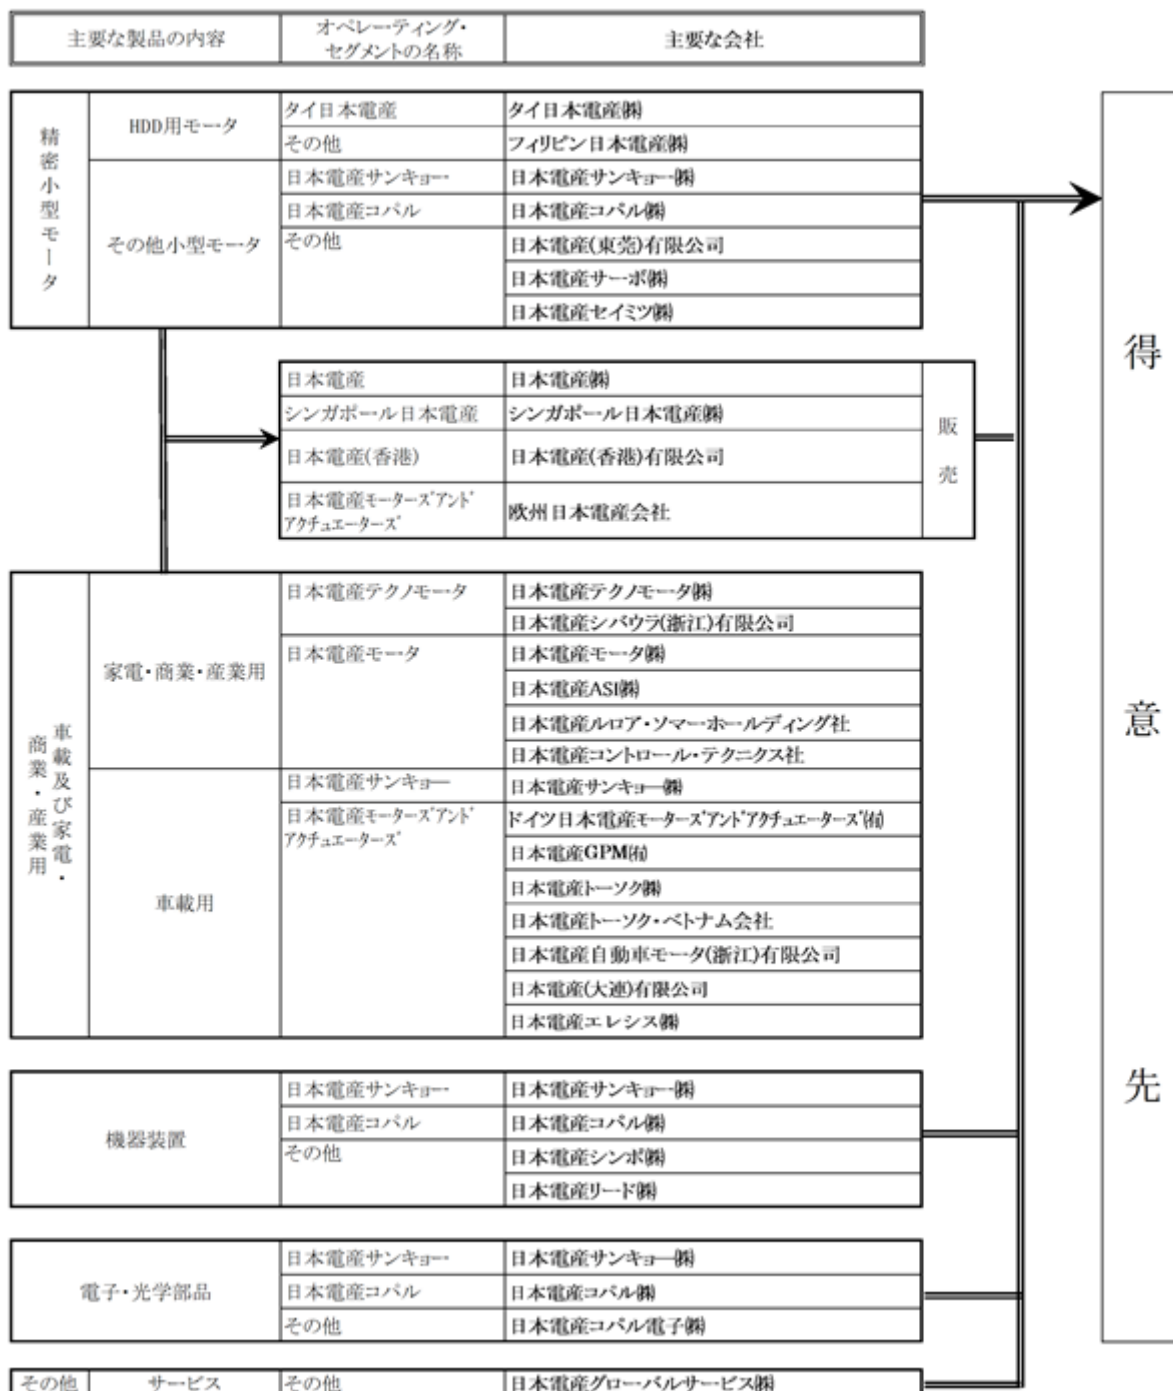 主要な製品の内容
オペレーティング・
セグメントの名称
主要な会社
精密小型モータ
HDD用モータ
タイ日本電産
タイ日本電産㈱
その他
フィリピン日本電産㈱
その他小型モータ
日本電産サンキョー
日本電産サンキョー㈱
日本電産コパル
日本電産コパル㈱
その他
日本電産(東莞)有限公司
日本電産サーボ㈱
日本電産セイミツ㈱
日本電産
日本電産㈱
シンガポール日本電産
シンガポール日本電産㈱
日本電産(香港)
日本電産(香港)有限公司
日本電産モーターズアンド
アクチュエーターズ
欧州日本電産会社
販売
車載及び家電・
商業・産業用
家電・商業・産業用
日本電産テクノモータ
日本電産テクノモータ㈱
日本電産シバウラ(浙江)有限公司
日本電産モータ
日本電産モータ㈱
日本電産ASI㈱
日本電産ルロア・ソマーホールディング社
日本電産コントロール・テクニクス社
車載用
日本電産サンキョー
日本電産サンキョー㈱
日本電産モーターズアンド
アクチュエーターズ
ドイツ日本電産モーターズアンドアクチュエーターズ㈲
日本電産GPM㈲
日本電産トーソク㈱
日本電産トーソク・ベトナム会社
日本電産自動車モータ(浙江)有限公司
日本電産(大連)有限公司
日本電産エレシス㈱
機器装置
日本電産サンキョー
日本電産サンキョー㈱
日本電産コパル
日本電産コパル㈱
その他
日本電産シンポ㈱
日本電産リード㈱
電子・光学部品
日本電産サンキョー
日本電産サンキョー㈱
日本電産コパル
日本電産コパル㈱
その他
日本電産コパル電子㈱
その他
サービス
その他
日本電産グローバルサービス㈱
得意先